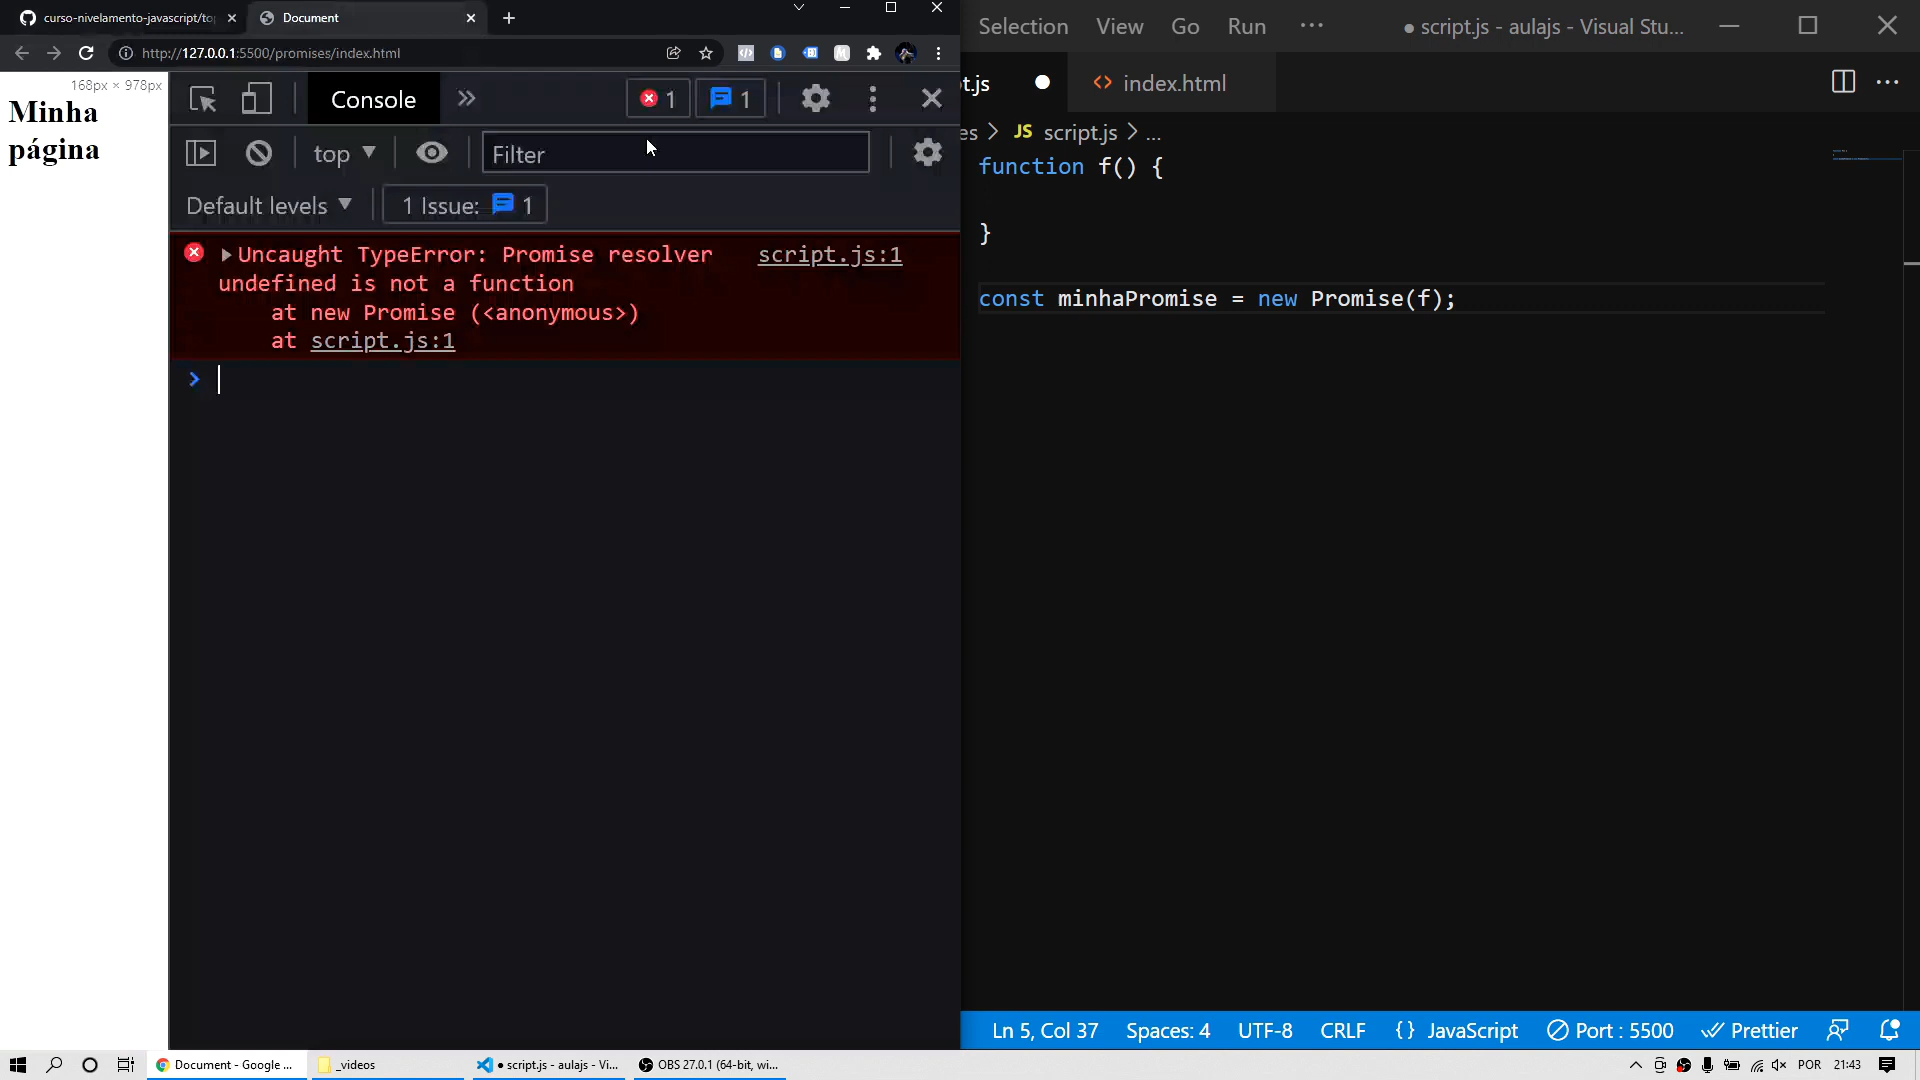 curso-nivelamento-javascript/to
Document
http://127.0.0.1:5500/promises/index.html
168px × 978px
Minha
página
Console
1
1
top
Filter
Default levels
1 Issue:
1
Uncaught TypeError: Promise resolver
script.js:1
undefined is not a function
at new Promise (<anonymous>)
at script.js:1
>
Selection
View
Go
Run
···
● script.js - aulajs - Visual Stu...
t.js
<> index.html
···
es > JS script.js > ...
function f() {
}
const minhaPromise = new Promise(f);
Ln 5, Col 37
Spaces: 4
UTF-8
CRLF
{} JavaScript
Port : 5500
Prettier
Document - Google ...
_videos
● script.js - aulajs - Vi...
OBS 27.0.1 (64-bit, wi...
POR
21:43